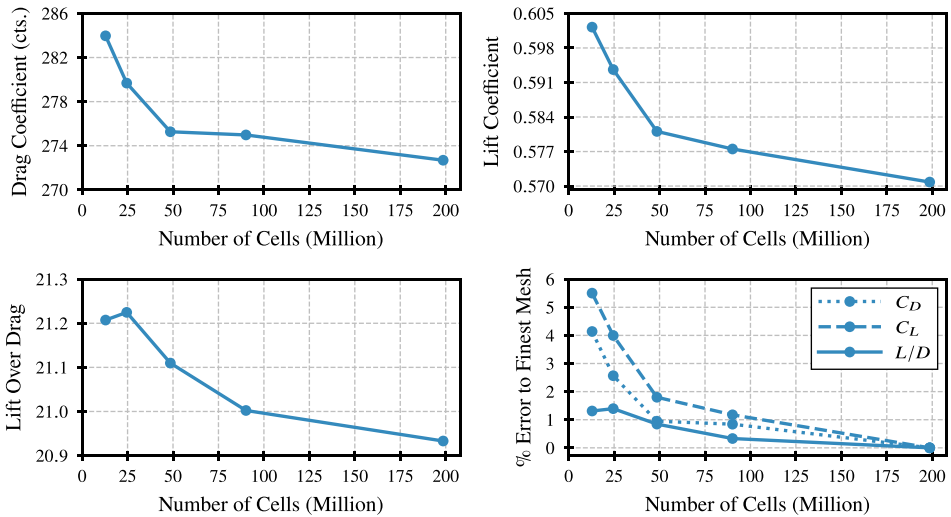 Drag Coefficient (cts.)
286
282
278
274
270
0 25 50 75 100 125 150 175 200
Number of Cells (Million)
Lift Coefficient
0.605
0.598
0.591
0.584
0.577
0.570
0 25 50 75 100 125 150 175 200
Number of Cells (Million)
Lift Over Drag
21.3
21.2
21.1
21.0
20.9
0 25 50 75 100 125 150 175 200
Number of Cells (Million)
% Error to Finest Mesh
6
5
4
3
2
1
0
C_D
C_L
L/D
0 25 50 75 100 125 150 175 200
Number of Cells (Million)